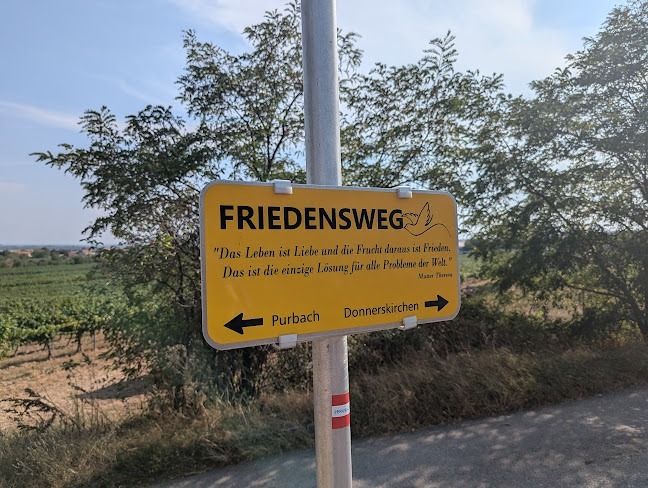 FRIEDENSWEG
"Das Leben ist Liebe und die Frucht daraus ist Frieden.
Das ist die einzige Lösung für alle Probleme der Welt."
Mutter Theresa
← Purbach Donnerskirchen →